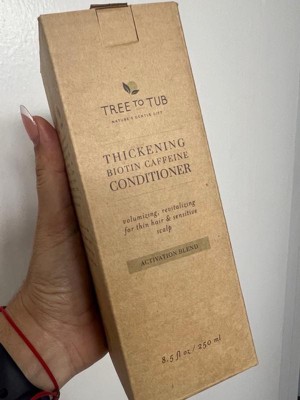 TREE TO TUB
NATURE'S GENTLE GIFT
THICKENING
BIOTIN CAFFEINE
CONDITIONER
volumizing, revitalizing
for thin hair & sensitive
scalp
ACTIVATION BLEND
8.5 fl oz / 250 ml